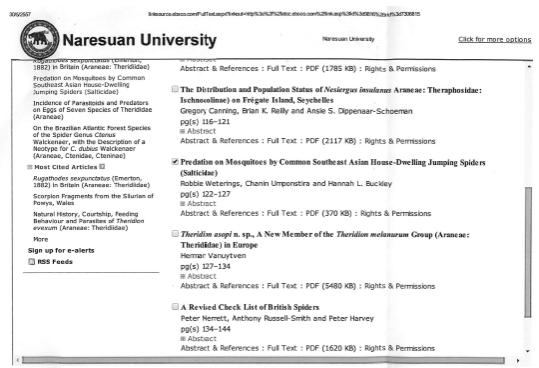 30/6/2557
Naresuan University
Naresuan University
Click for more options
Rugathodes sexpunctatus (Emerton,
1882) in Britain (Araneae: Theridiidae)
Predation on Mosquitoes by Common
Southeast Asian House-Dwelling
Jumping Spiders (Salticidae)
Incidence of Parasitoids and Predators
on Eggs of Seven Species of Theridiidae
(Araneae)
On the Brazilian Atlantic Forest Species
of the Spider Genus Ctenus
Walckenaer, with the Description of a
Neotype for C. dubius Walckenaer
(Araneae, Ctenidae, Cteninae)
Most Cited Articles
Rugathodes sexpunctatus (Emerton,
1882) in Britain (Araneae: Theridiidae)
Scorpion Fragments from the Silurian of
Powys, Wales
Natural History, Courtship, Feeding
Behaviour and Parasites of Theridion
evexum (Araneae: Theridiidae)
More
Sign up for e-alerts
RSS Feeds
Abstract
Abstract & References : Full Text : PDF (1785 KB) : Rights & Permissions
The Distribution and Population Status of Nesiergus insulanus Araneae: Theraphosidae:
Ischnocolinae) on Frégate Island, Seychelles
Gregory Canning, Brian K. Reilly and Ansie S. Dippenaar-Schoeman
pg(s) 116–121
Abstract
Abstract & References : Full Text : PDF (2117 KB) : Rights & Permissions
Predation on Mosquitoes by Common Southeast Asian House-Dwelling Jumping Spiders
(Salticidae)
Robbie Weterings, Chanin Umponstira and Hannah L. Buckley
pg(s) 122–127
Abstract
Abstract & References : Full Text : PDF (370 KB) : Rights & Permissions
Theridion asopi n. sp., A New Member of the Theridion melanurum Group (Araneae:
Theridiidae) in Europe
Herman Vanuytven
pg(s) 127–134
Abstract
Abstract & References : Full Text : PDF (5480 KB) : Rights & Permissions
A Revised Check List of British Spiders
Peter Merrett, Anthony Russell-Smith and Peter Harvey
pg(s) 134–144
Abstract
Abstract & References : Full Text : PDF (1620 KB) : Rights & Permissions